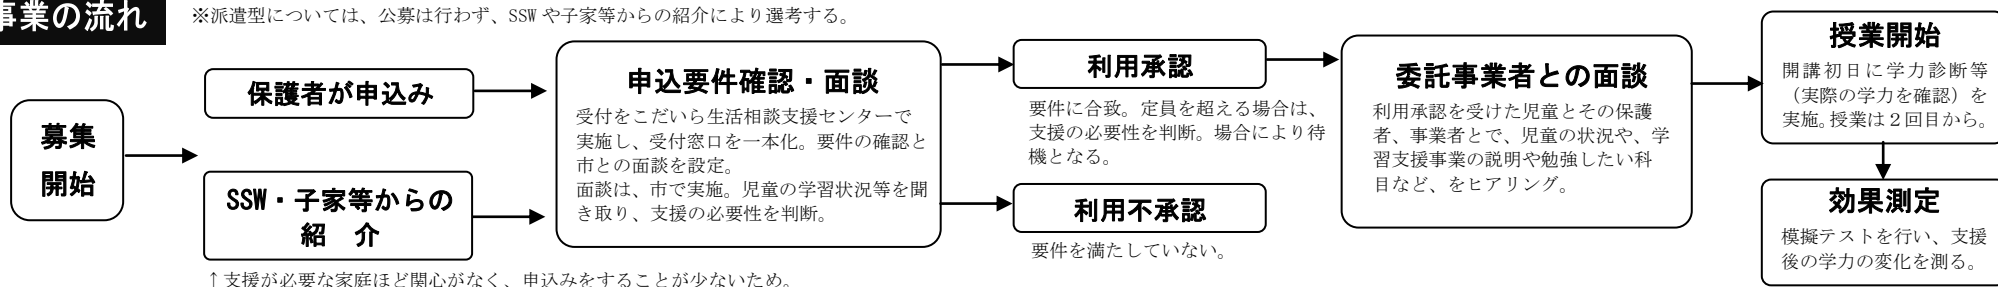 事業の流れ
※派遣型については、公募は行わず、SSWや子家等からの紹介により選考する。
募集
開始
保護者が申込み
SSW・子家等からの
紹　介
↑支援が必要な家庭ほど関心がなく、申込みをすることが少ないため。
申込要件確認・面談
受付をこだいら生活相談支援センターで
実施し、受付窓口を一本化。要件の確認と
市との面談を設定。
面談は、市で実施。児童の学習状況等を聞
き取り、支援の必要性を判断。
利用承認
要件に合致。定員を超える場合は、
支援の必要性を判断。場合により待
機となる。
利用不承認
要件を満たしていない。
委託事業者との面談
利用承認を受けた児童とその保護
者、事業者とで、児童の状況や、学
習支援事業の説明や勉強したい科
目など、をヒアリング。
授業開始
開講初日に学力診断等
（実際の学力を確認）を
実施。授業は２回目から。
効果測定
模擬テストを行い、支援
後の学力の変化を測る。